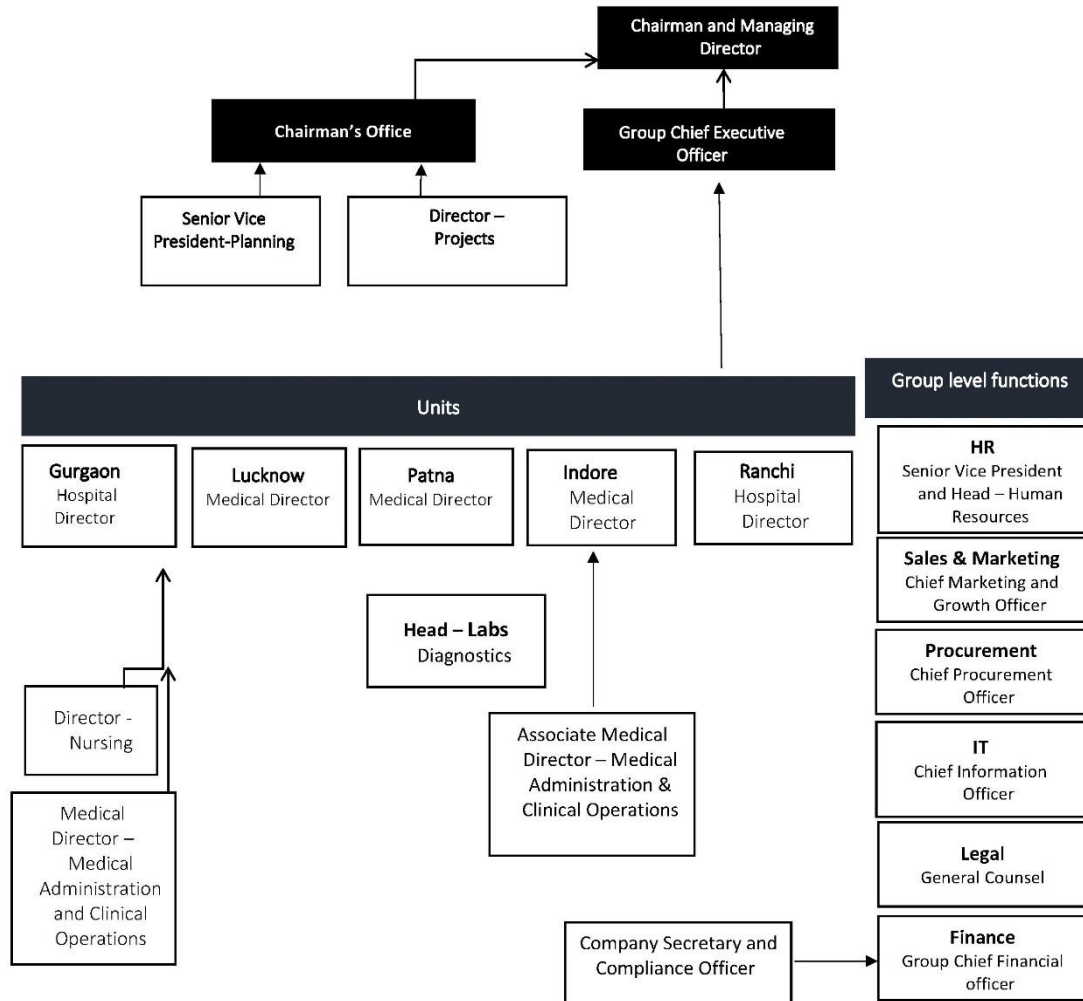 Chairman and Managing
Director
Chairman's Office
Group Chief Executive
Officer
Senior Vice
President-Planning
Director –
Projects
Units
Group level functions
Gurgaon
Hospital
Director
Lucknow
Medical Director
Patna
Medical Director
Indore
Medical
Director
Ranchi
Hospital
Director
HR
Senior Vice President
and Head – Human
Resources
Sales & Marketing
Chief Marketing and
Growth Officer
Head – Labs
Diagnostics
Procurement
Chief Procurement
Officer
Director -
Nursing
Associate Medical
Director – Medical
Administration &
Clinical Operations
IT
Chief Information
Officer
Medical
Director –
Medical
Administration
and Clinical
Operations
Legal
General Counsel
Company Secretary and
Compliance Officer
Finance
Group Chief Financial
officer